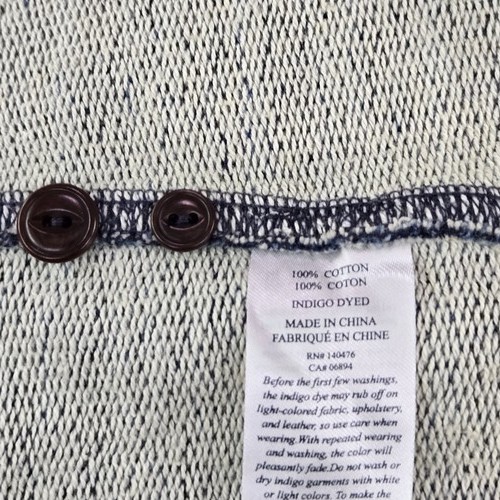 100% COTTON
100% COTON
INDIGO DYED
MADE IN CHINA
FABRIQUÉ EN CHINE
RN# 140476
CA# 06894
Before the first few washings,
the indigo dye may rub off on
light-colored fabric, upholstery,
and leather, so use care when
wearing.With repeated wearing
and washing, the color will
pleasantly fade.Do not wash or
dry indigo garments with white
or light colors. To make the